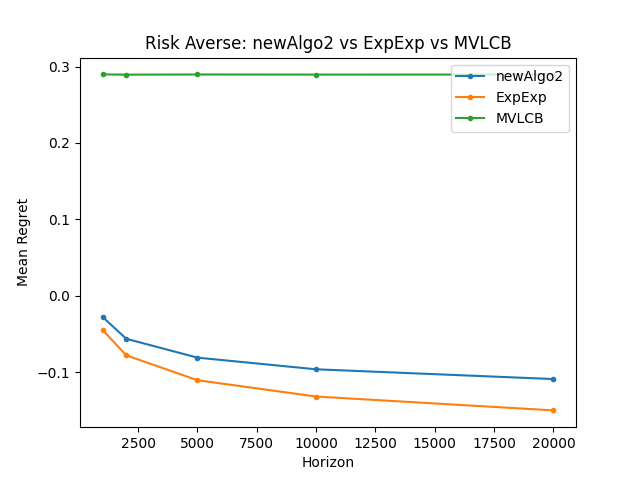 Risk Averse: newAlgo2 vs ExpExp vs MVLCB
0.3
0.2
0.1
0.0
−0.1
Mean Regret
newAlgo2
ExpExp
MVLCB
2500 5000 7500 10000 12500 15000 17500 20000
Horizon